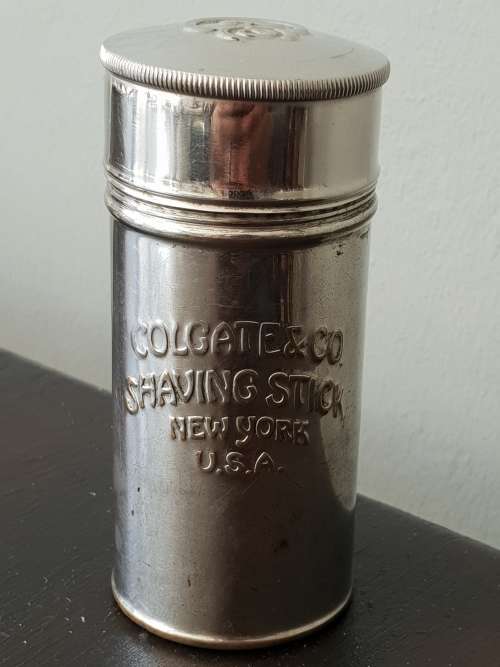 COLGATE & CO
SHAVING STICK
NEW YORK
U.S.A.